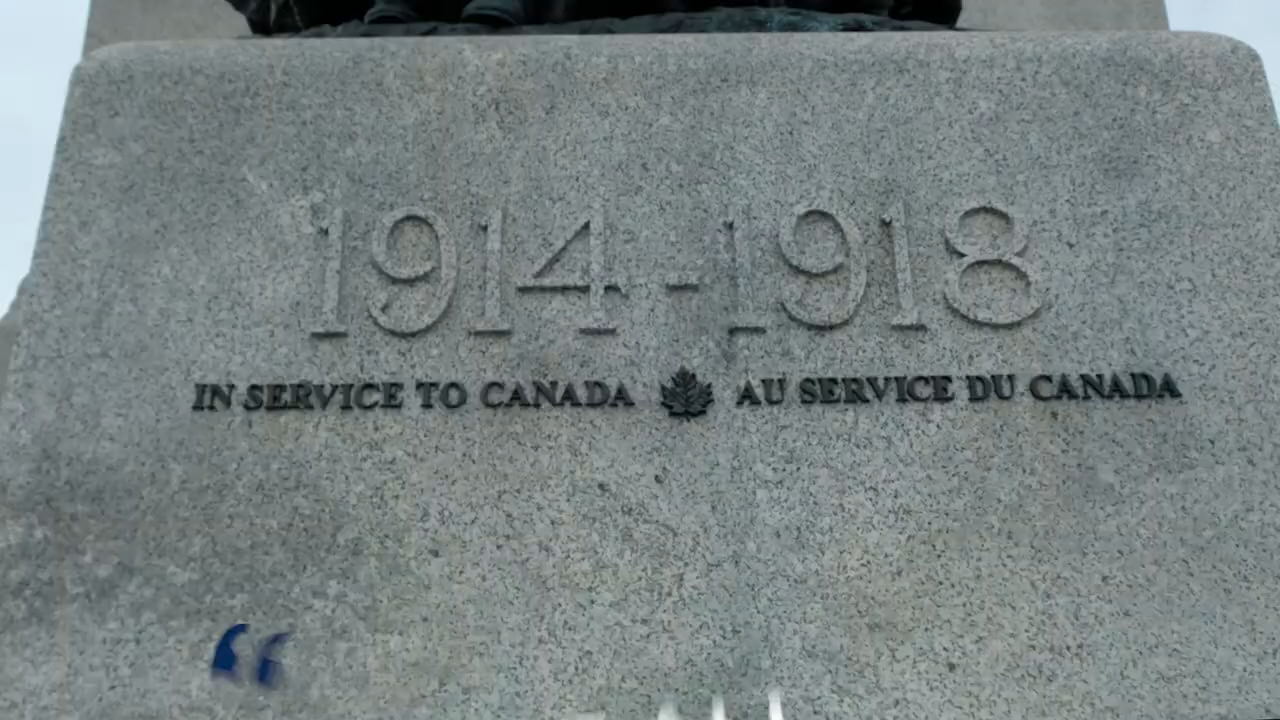 1914-1918
IN SERVICE TO CANADA AU SERVICE DU CANADA
“